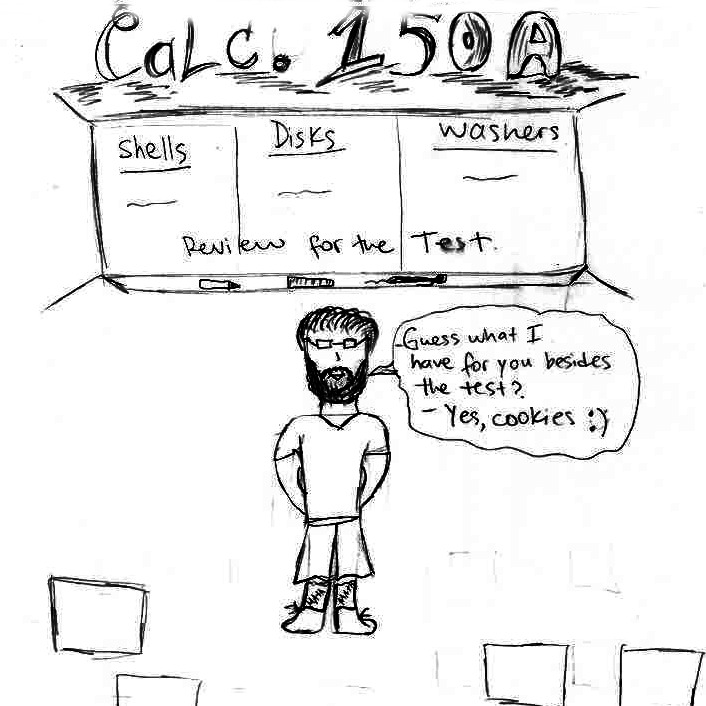 CaLc. 150A
Shells
Disks
Washers
Review for the Test.
Guess what I
have for you besides
the test?
- Yes, cookies :)